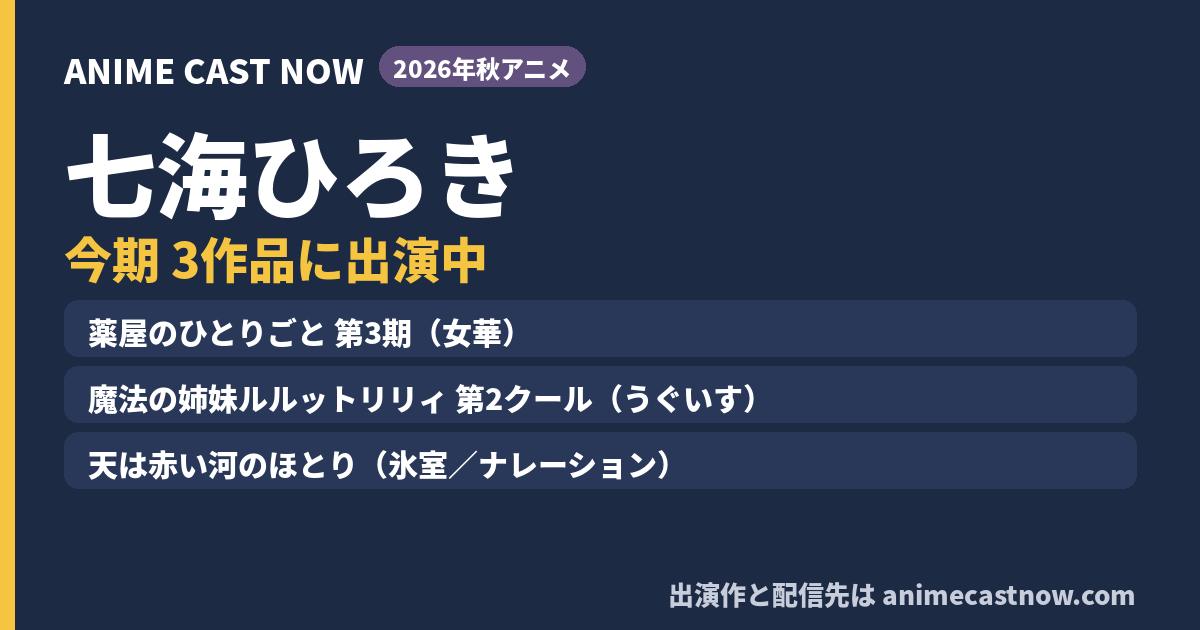 ANIME CAST NOW 2026年秋アニメ
七海ひろき
今期 3作品に出演中
薬屋のひとりごと 第3期（女華）
魔法の姉妹ルルットリリィ 第2クール（うぐいす）
天は赤い河のほとり（氷室／ナレーション）
出演作と配信先は animecastnow.com